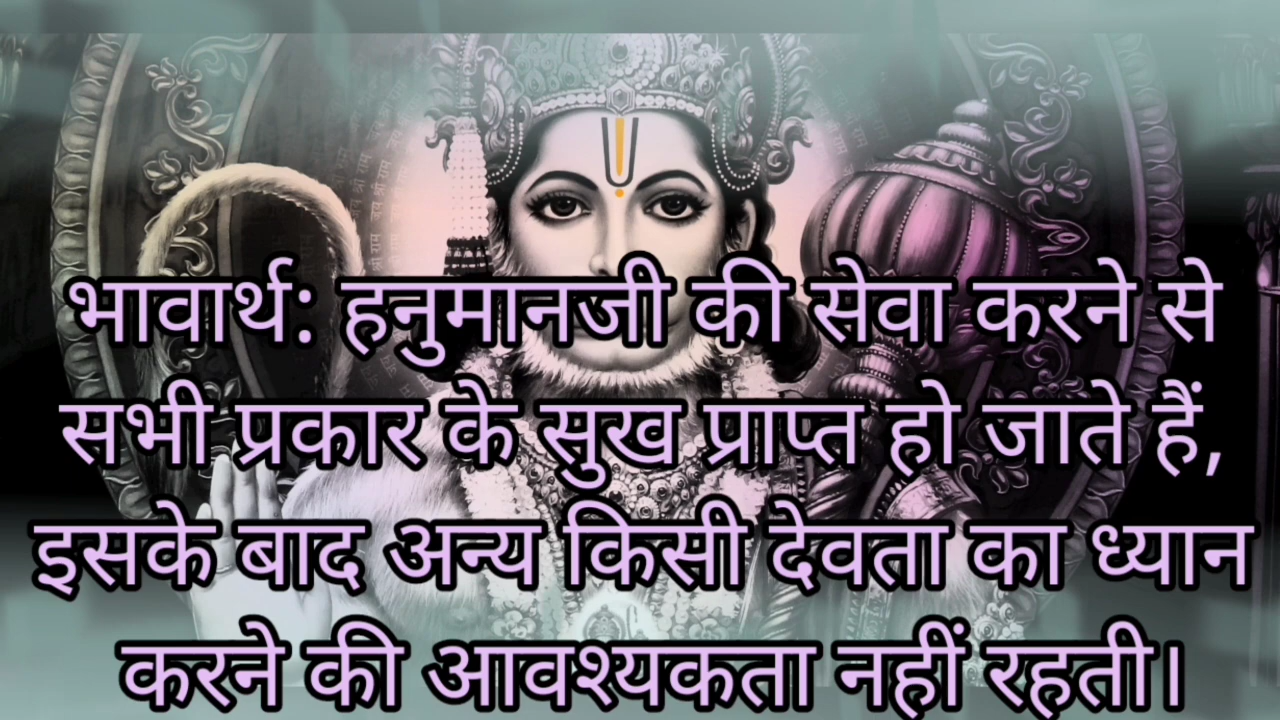 भावार्थ: हनुमानजी की सेवा करने से
सभी प्रकार के सुख प्राप्त हो जाते हैं,
इसके बाद अन्य किसी देवता का ध्यान
करने की आवश्यकता नहीं रहती।